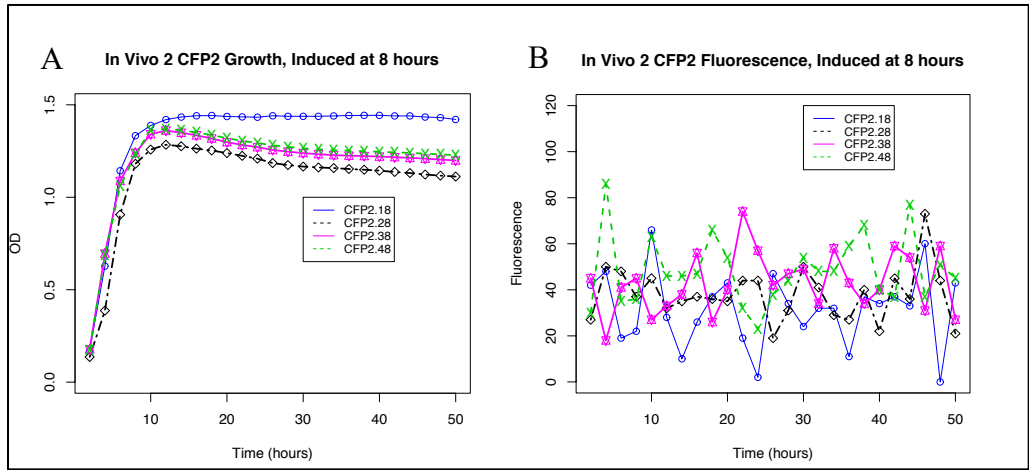 A
In Vivo 2 CFP2 Growth, Induced at 8 hours
OD
1.5
1.0
0.5
0.0
CFP2.18
CFP2.28
CFP2.38
CFP2.48
10
20
30
40
50
Time (hours)
B
In Vivo 2 CFP2 Fluorescence, Induced at 8 hours
Fluorescence
120
100
80
60
40
20
0
CFP2.18
CFP2.28
CFP2.38
CFP2.48
10
20
30
40
50
Time (hours)